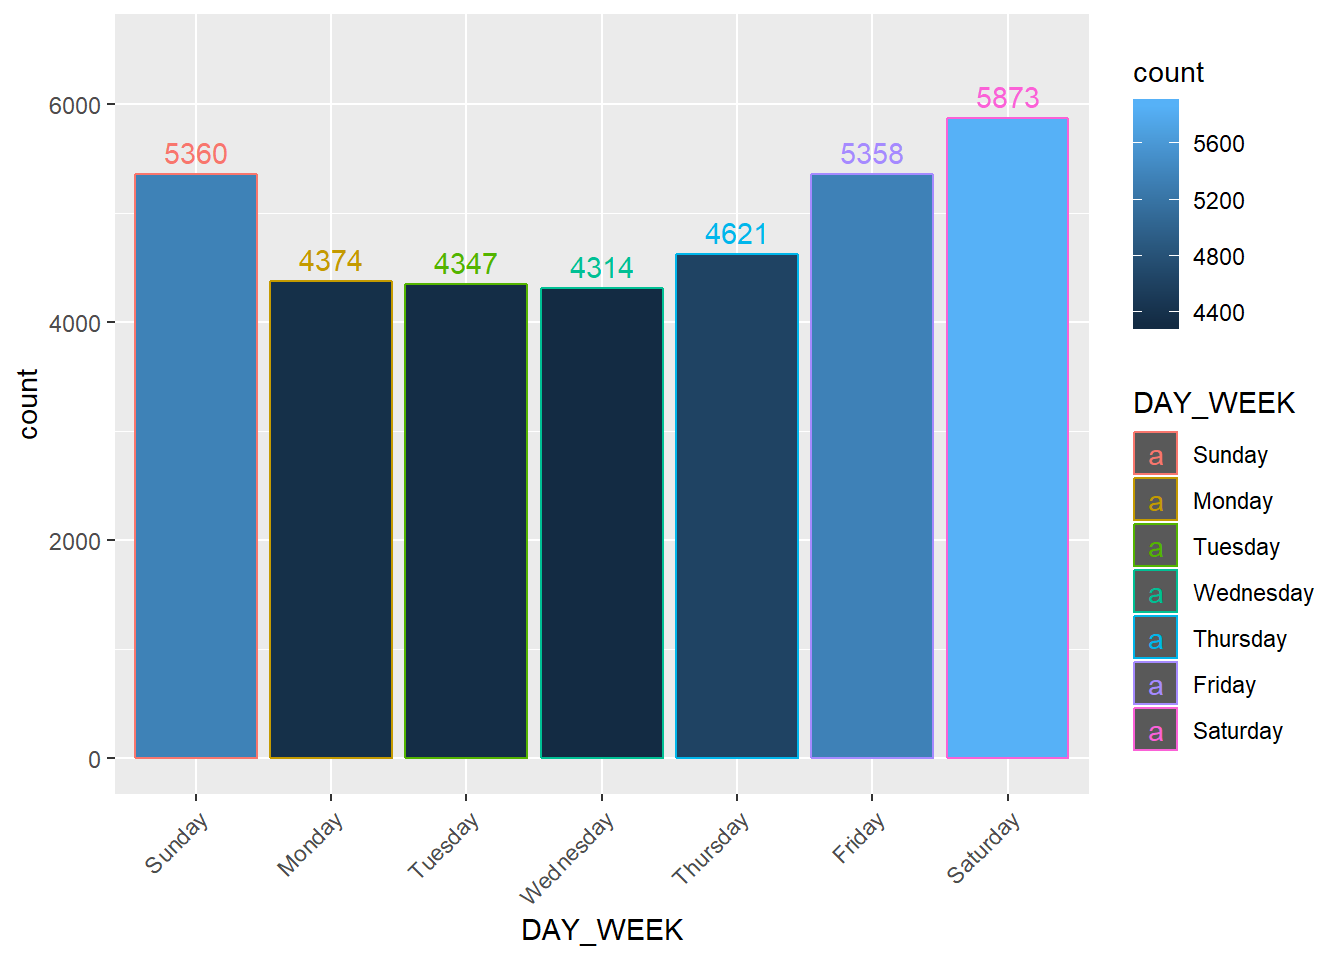 count
6000
4000
2000
0
5360
4374
4347
4314
4621
5358
5873
Sunday
Monday
Tuesday
Wednesday
Thursday
Friday
Saturday
DAY_WEEK
count
5600
5200
4800
4400
DAY_WEEK
a Sunday
a Monday
a Tuesday
a Wednesday
a Thursday
a Friday
a Saturday